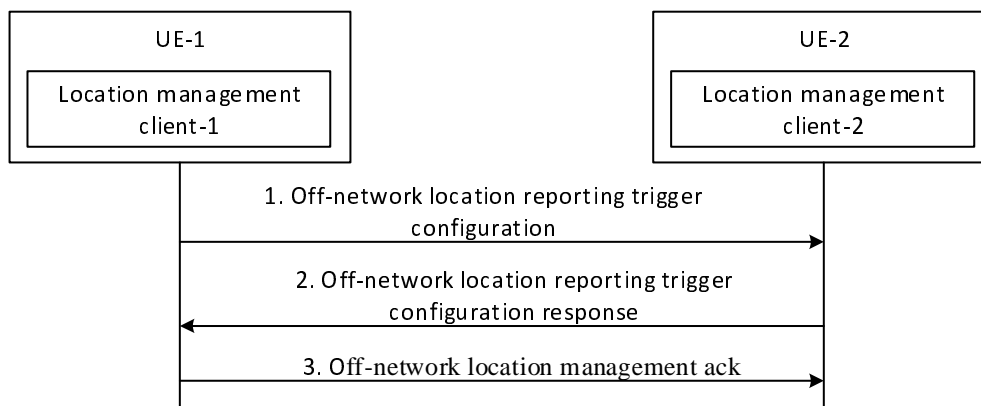 UE-1
UE-2
Location management
client-1
Location management
client-2
1. Off-network location reporting trigger
configuration
2. Off-network location reporting trigger
configuration response
3. Off-network location management ack